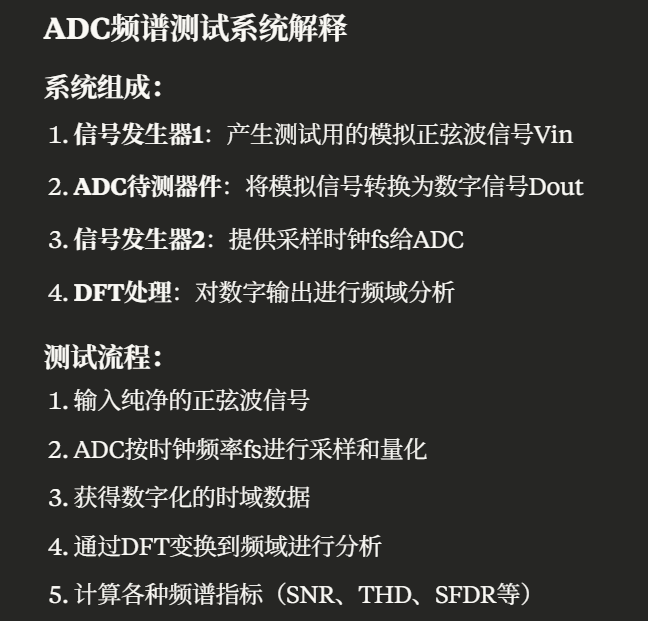 ADC频谱测试系统解释
系统组成：
1. 信号发生器1：产生测试用的模拟正弦波信号Vin
2. ADC待测器件：将模拟信号转换为数字信号Dout
3. 信号发生器2：提供采样时钟fs给ADC
4. DFT处理：对数字输出进行频域分析
测试流程：
1. 输入纯净的正弦波信号
2. ADC按时钟频率fs进行采样和量化
3. 获得数字化的时域数据
4. 通过DFT变换到频域进行分析
5. 计算各种频谱指标（SNR、THD、SFDR等）